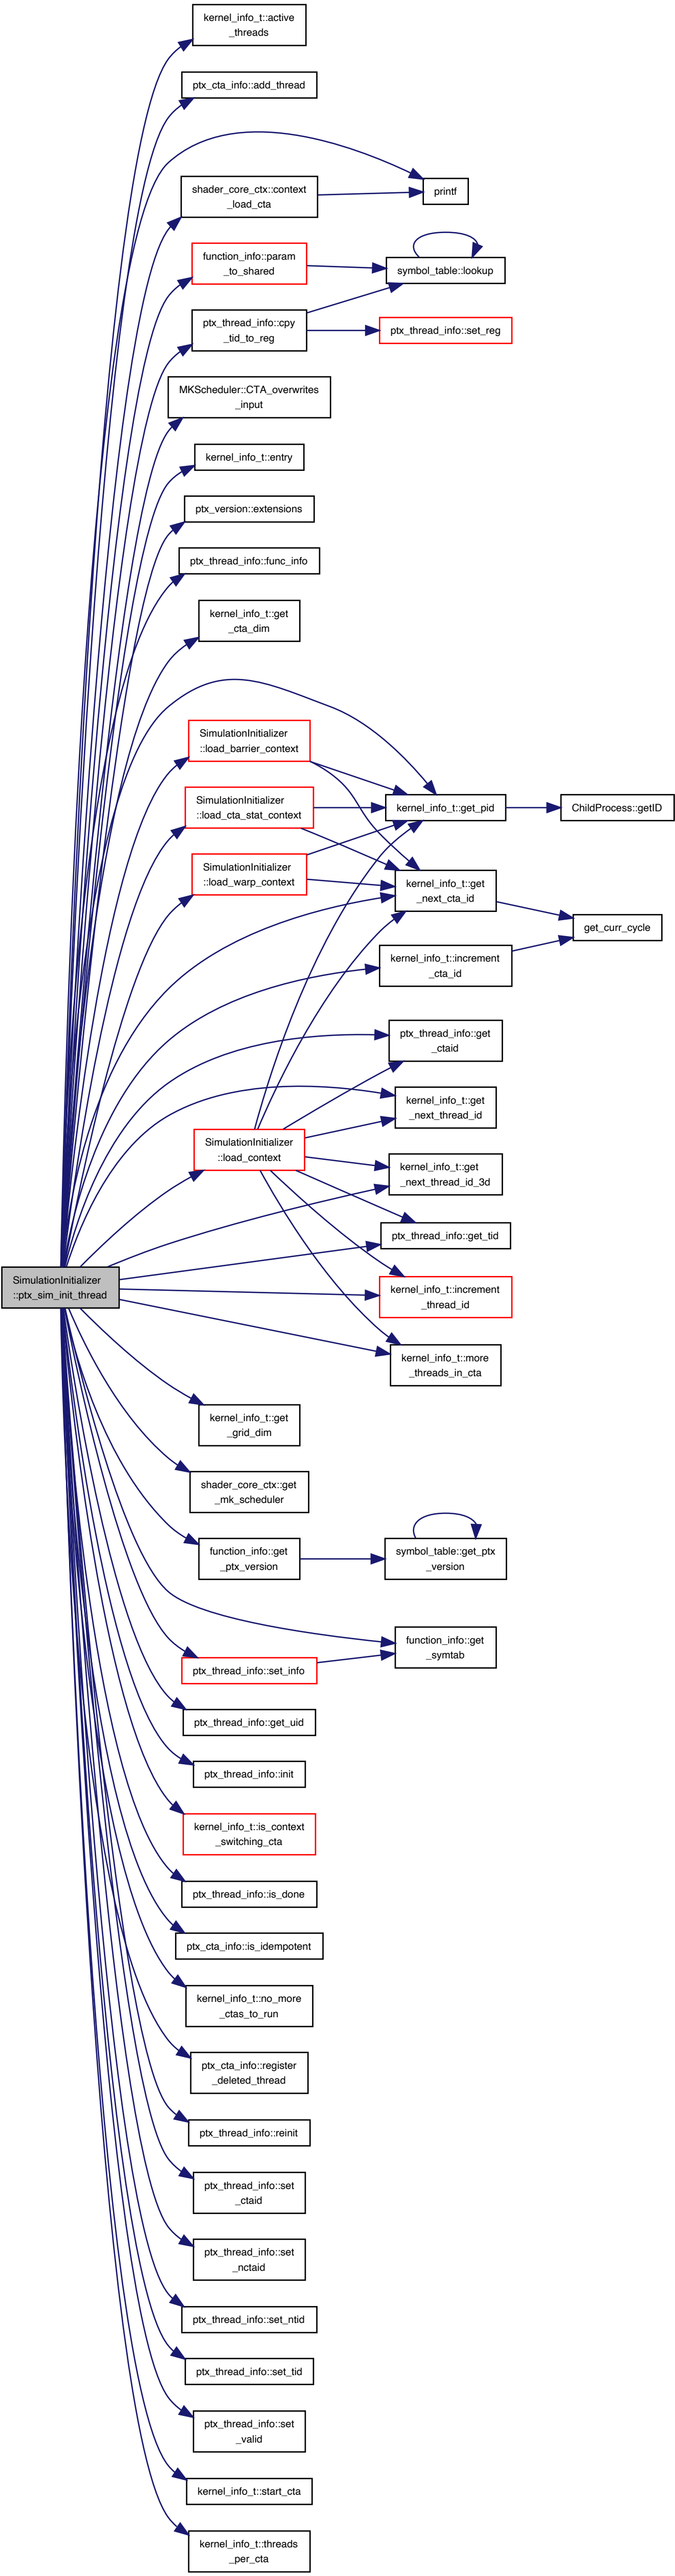 kernel_info_t::active
_threads
ptx_cta_info::add_thread
printf
shader_core_ctx::context
_load_cta
function_info::param
_to_shared
symbol_table::lookup
ptx_thread_info::cpy
_tid_to_reg
ptx_thread_info::set_reg
MKScheduler::CTA_overwrites
_input
kernel_info_t::entry
ptx_version::extensions
ptx_thread_info::func_info
kernel_info_t::get
_cta_dim
SimulationInitializer
::load_barrier_context
SimulationInitializer
::load_cta_stat_context
kernel_info_t::get_pid
ChildProcess::getID
SimulationInitializer
::load_warp_context
kernel_info_t::get
_next_cta_id
get_curr_cycle
kernel_info_t::increment
_cta_id
ptx_thread_info::get
_ctaid
kernel_info_t::get
_next_thread_id
SimulationInitializer
::load_context
kernel_info_t::get
_next_thread_id_3d
ptx_thread_info::get_tid
SimulationInitializer
::ptx_sim_init_thread
kernel_info_t::increment
_thread_id
kernel_info_t::more
_threads_in_cta
kernel_info_t::get
_grid_dim
shader_core_ctx::get
_mk_scheduler
function_info::get
_ptx_version
symbol_table::get_ptx
_version
function_info::get
_symtab
ptx_thread_info::set_info
ptx_thread_info::get_uid
ptx_thread_info::init
kernel_info_t::is_context
_switching_cta
ptx_thread_info::is_done
ptx_cta_info::is_idempotent
kernel_info_t::no_more
_ctas_to_run
ptx_cta_info::register
_deleted_thread
ptx_thread_info::reinit
ptx_thread_info::set
_ctaid
ptx_thread_info::set
_nctaid
ptx_thread_info::set_ntid
ptx_thread_info::set_tid
ptx_thread_info::set
_valid
kernel_info_t::start_cta
kernel_info_t::threads
_per_cta